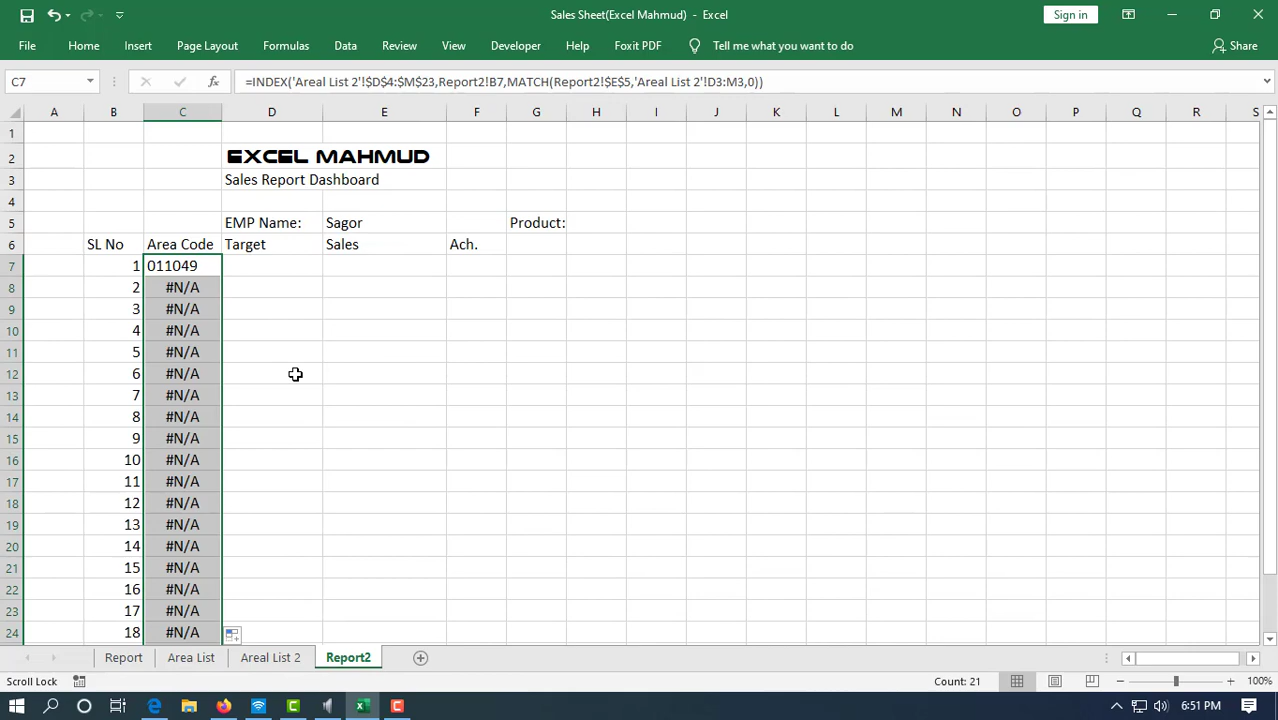 Sales Sheet(Excel Mahmud) - Excel
Sign in
File Home Insert Page Layout Formulas Data Review View Developer Help Foxit PDF Tell me what you want to do Share
C7 fx =INDEX('Areal List 2'!$D$4:$M$23,Report2!B7,MATCH(Report2!$E$5,'Areal List 2'!D3:M3,0))
A B C D E F G H I J K L M N O P Q R S
1
2 EXCEL MAHMUD
3 Sales Report Dashboard
4
5 EMP Name: Sagor Product:
6 SL No Area Code Target Sales Ach.
7 1 011049
8 2 #N/A
9 3 #N/A
10 4 #N/A
11 5 #N/A
12 6 #N/A
13 7 #N/A
14 8 #N/A
15 9 #N/A
16 10 #N/A
17 11 #N/A
18 12 #N/A
19 13 #N/A
20 14 #N/A
21 15 #N/A
22 16 #N/A
23 17 #N/A
24 18 #N/A
Report Area List Areal List 2 Report2
Scroll Lock Count: 21 100%
6:51 PM